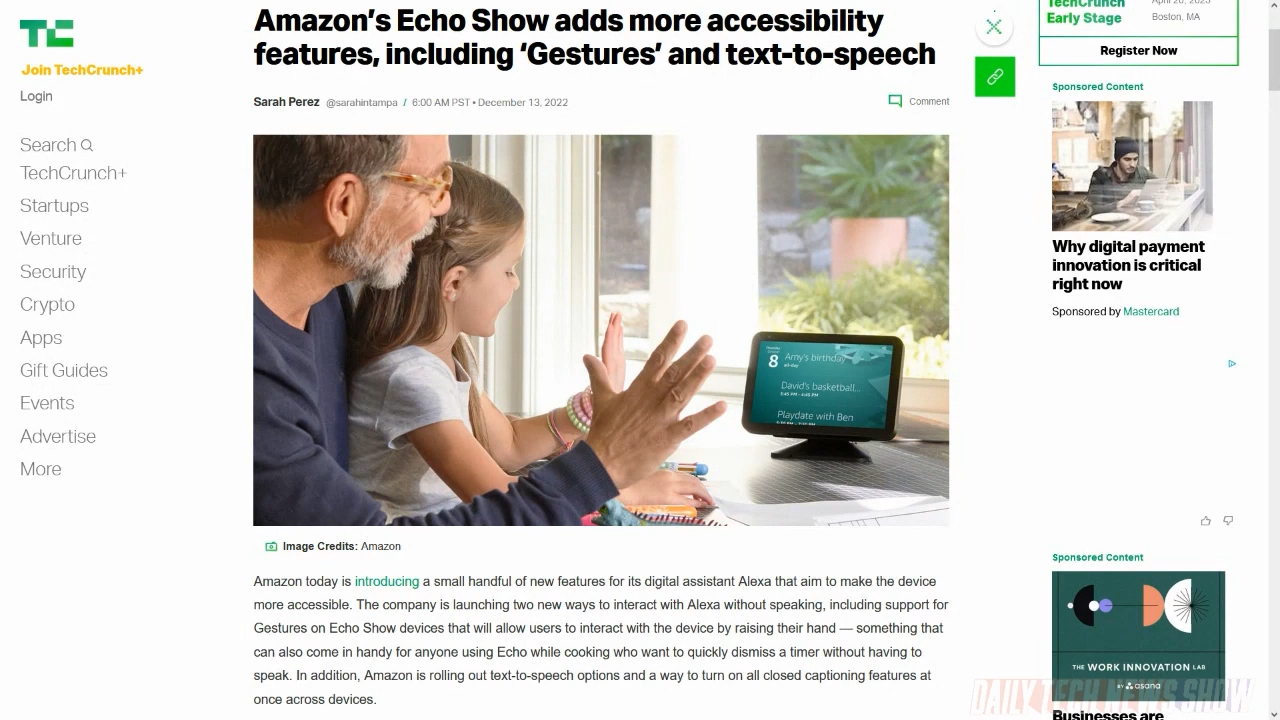 TC
Join TechCrunch+
Login
Search
TechCrunch+
Startups
Venture
Security
Crypto
Apps
Gift Guides
Events
Advertise
More
Amazon’s Echo Show adds more accessibility
features, including ‘Gestures’ and text-to-speech
Sarah Perez @sarahintampa / 6:00 AM PST • December 13, 2022
Comment
8
Amy's birthday
all-day
David's basketball...
Playdate with Ben
Image Credits: Amazon
Amazon today is introducing a small handful of new features for its digital assistant Alexa that aim to make the device
more accessible. The company is launching two new ways to interact with Alexa without speaking, including support for
Gestures on Echo Show devices that will allow users to interact with the device by raising their hand — something that
can also come in handy for anyone using Echo while cooking who want to quickly dismiss a timer without having to
speak. In addition, Amazon is rolling out text-to-speech options and a way to turn on all closed captioning features at
once across devices.
TechCrunch
Early Stage
April 20, 2023
Boston, MA
Register Now
Sponsored Content
Why digital payment
innovation is critical
right now
Sponsored by Mastercard
Sponsored Content
THE WORK INNOVATION LAB
BY asana
Businesses are
DAILY TECH NEWS SHOW